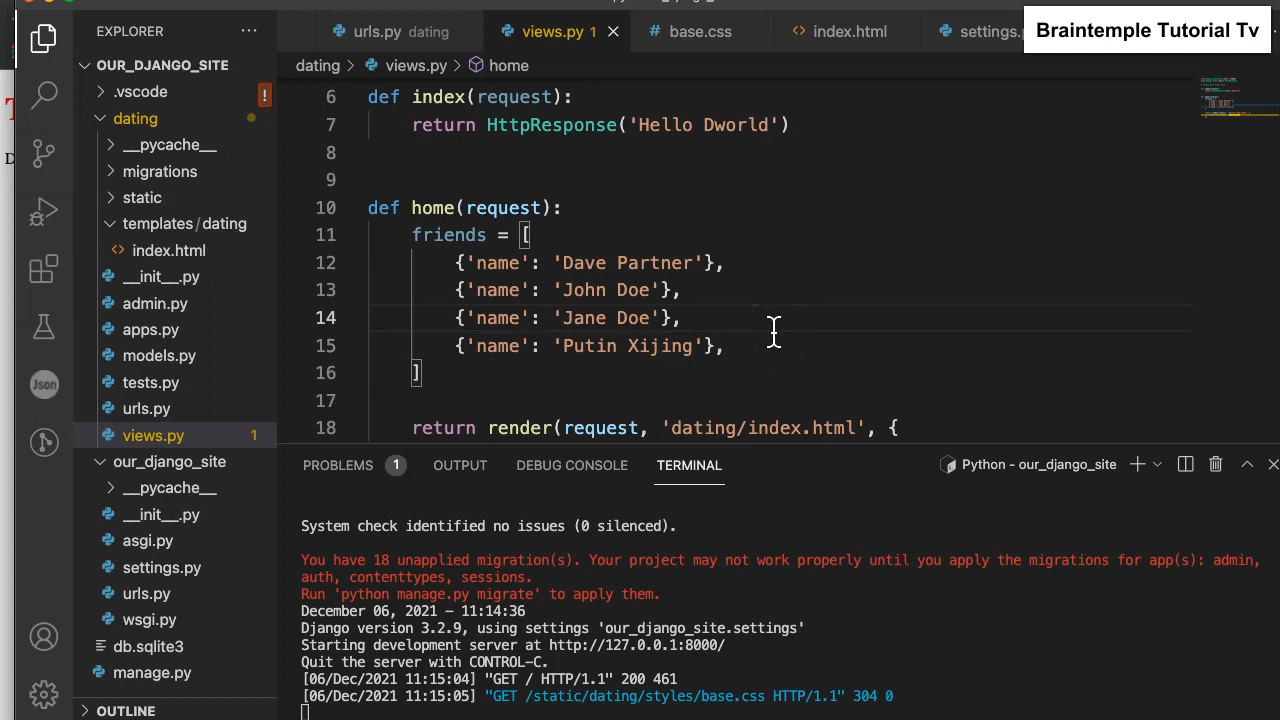 Braintemple Tutorial Tv
EXPLORER
urls.py dating
views.py 1
base.css
index.html
settings.
OUR_DJANGO_SITE
dating
views.py
home
.vscode
dating
__pycache__
migrations
static
templates/dating
index.html
__init__.py
admin.py
apps.py
models.py
tests.py
urls.py
views.py 1
our_django_site
__pycache__
__init__.py
asgi.py
settings.py
urls.py
wsgi.py
db.sqlite3
manage.py
OUTLINE
Json
6 def index(request):
7 return HttpResponse('Hello Dworld')
8
9
10 def home(request):
11 friends = [
12 {'name': 'Dave Partner'},
13 {'name': 'John Doe'},
14 {'name': 'Jane Doe'},
15 {'name': 'Putin Xijing'},
16 ]
17
18 return render(request, 'dating/index.html', {
PROBLEMS 1 OUTPUT DEBUG CONSOLE TERMINAL
Python - our_django_site
System check identified no issues (0 silenced).
You have 18 unapplied migration(s). Your project may not work properly until you apply the migrations for app(s): admin,
auth, contenttypes, sessions.
Run 'python manage.py migrate' to apply them.
December 06, 2021 - 11:14:36
Django version 3.2.9, using settings 'our_django_site.settings'
Starting development server at http://127.0.0.1:8000/
Quit the server with CONTROL-C.
[06/Dec/2021 11:15:04] "GET / HTTP/1.1" 200 461
[06/Dec/2021 11:15:05] "GET /static/dating/styles/base.css HTTP/1.1" 304 0